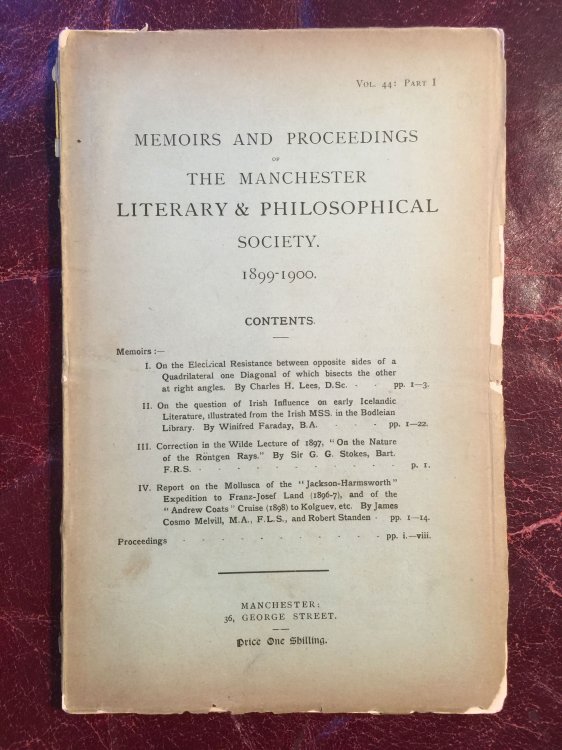 Vol. 44: Part I
MEMOIRS AND PROCEEDINGS
OF
THE MANCHESTER
LITERARY & PHILOSOPHICAL
SOCIETY.
1899-1900.
CONTENTS.
Memoirs :—
I. On the Electrical Resistance between opposite sides of a
Quadrilateral one Diagonal of which bisects the other
at right angles. By Charles H. Lees, D.Sc. - - pp. 1—3.
II. On the question of Irish Influence on early Icelandic
Literature, illustrated from the Irish MSS. in the Bodleian
Library. By Winifred Faraday, B.A. - - - pp. 1—22.
III. Correction in the Wilde Lecture of 1897, "On the Nature
of the Röntgen Rays." By Sir G. G. Stokes, Bart.
F.R.S. - - - - - - - - - p. 1.
IV. Report on the Mollusca of the "Jackson-Harmsworth"
Expedition to Franz-Josef Land (1896-7), and of the
"Andrew Coats" Cruise (1898) to Kolguev, etc. By James
Cosmo Melvill, M.A., F.L.S., and Robert Standen - pp. 1—14.
Proceedings - - - - - - - - - pp. i.—viii.
MANCHESTER:
36, GEORGE STREET.
Price One Shilling.